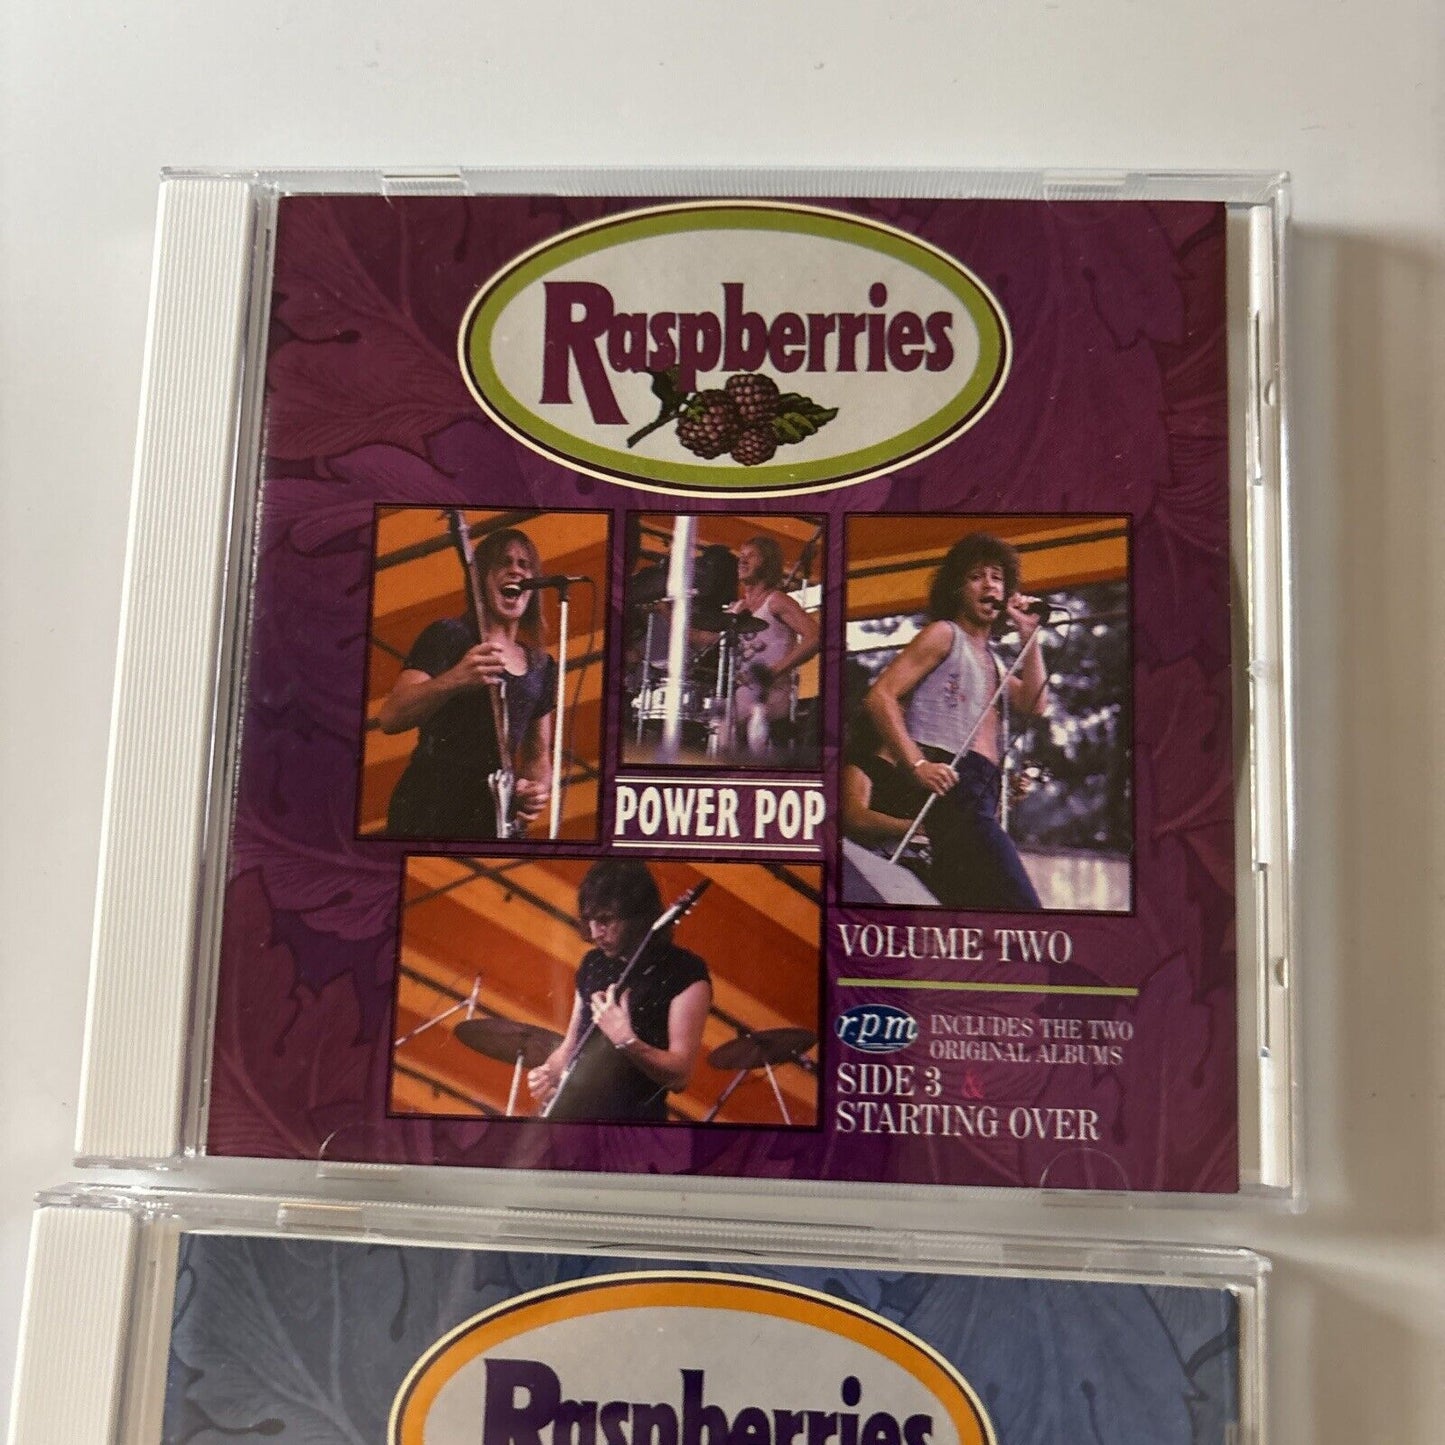 Raspberries
POWER POP
VOLUME TWO
rpm
INCLUDES THE TWO
ORIGINAL ALBUMS
SIDE 3 &
STARTING OVER
Raspberries